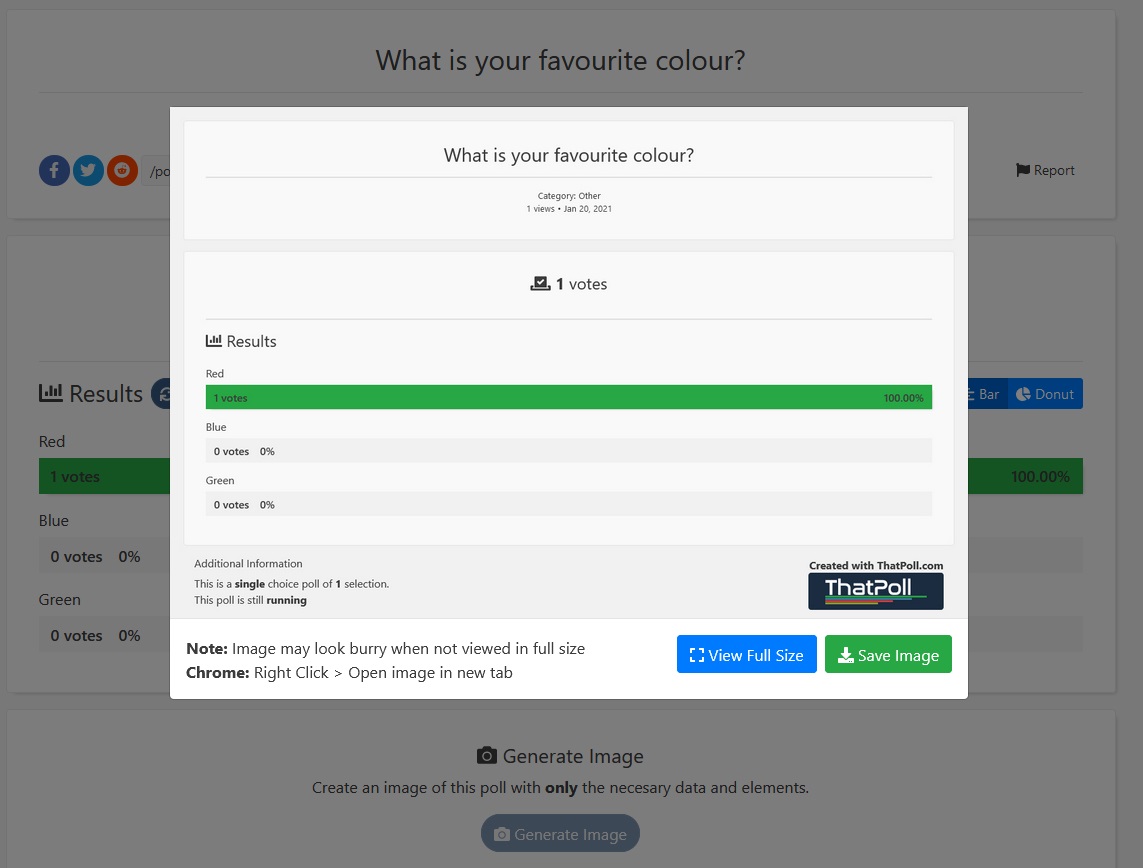 What is your favourite colour?
/po
Report
What is your favourite colour?
Category: Other
1 views • Jan 20, 2021
1 votes
Results
Red
1 votes 100.00%
Blue
0 votes 0%
Green
0 votes 0%
Additional Information
This is a single choice poll of 1 selection.
This poll is still running
Created with ThatPoll.com
ThatPoll
Note: Image may look burry when not viewed in full size
Chrome: Right Click > Open image in new tab
View Full Size
Save Image
Results
Bar
Donut
Red
1 votes 100.00%
Blue
0 votes 0%
Green
0 votes 0%
Generate Image
Create an image of this poll with only the necesary data and elements.
Generate Image